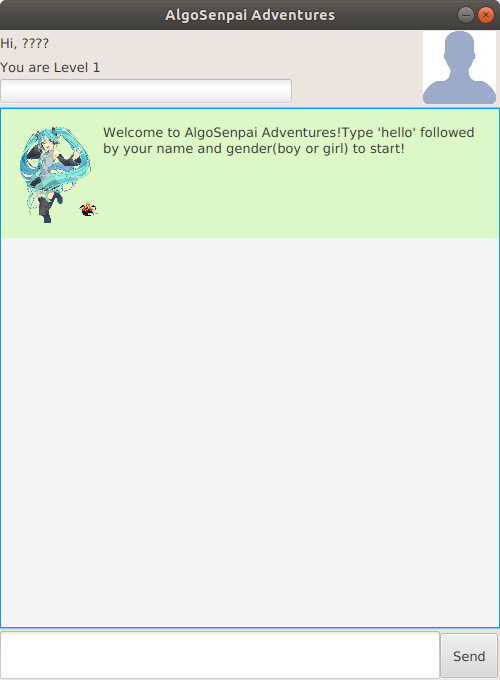 AlgoSenpai Adventures
Hi, ????
You are Level 1
Welcome to AlgoSenpai Adventures!Type 'hello' followed
by your name and gender(boy or girl) to start!
Send